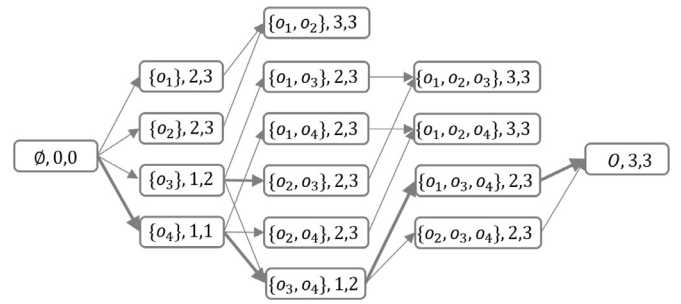 ∅, 0,0
{o₁}, 2,3
{o₂}, 2,3
{o₃}, 1,2
{o₄}, 1,1
{o₁, o₂}, 3,3
{o₁, o₃}, 2,3
{o₁, o₄}, 2,3
{o₂, o₃}, 2,3
{o₂, o₄}, 2,3
{o₃, o₄}, 1,2
{o₁, o₂, o₃}, 3,3
{o₁, o₂, o₄}, 3,3
{o₁, o₃, o₄}, 2,3
{o₂, o₃, o₄}, 2,3
O, 3,3